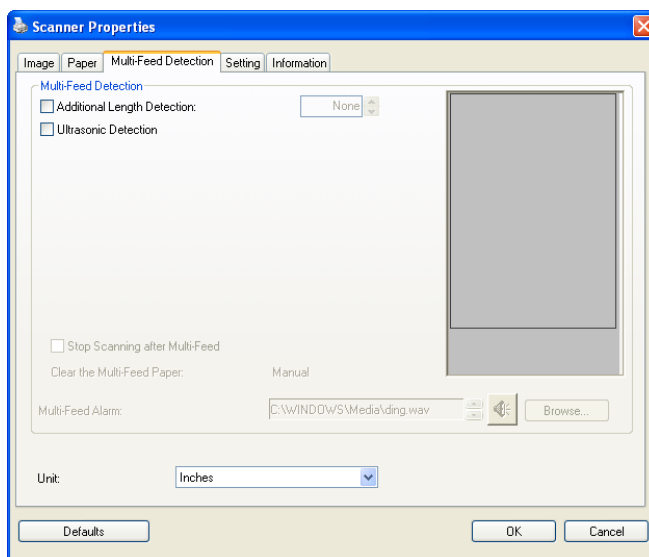 Scanner Properties
Image Paper Multi-Feed Detection Setting Information
Multi-Feed Detection
Additional Length Detection: None
Ultrasonic Detection
Stop Scanning after Multi-Feed
Clear the Multi-Feed Paper: Manual
Multi-Feed Alarm: C:\WINDOWS\Media\ding.wav Browse...
Unit: Inches
Defaults OK Cancel